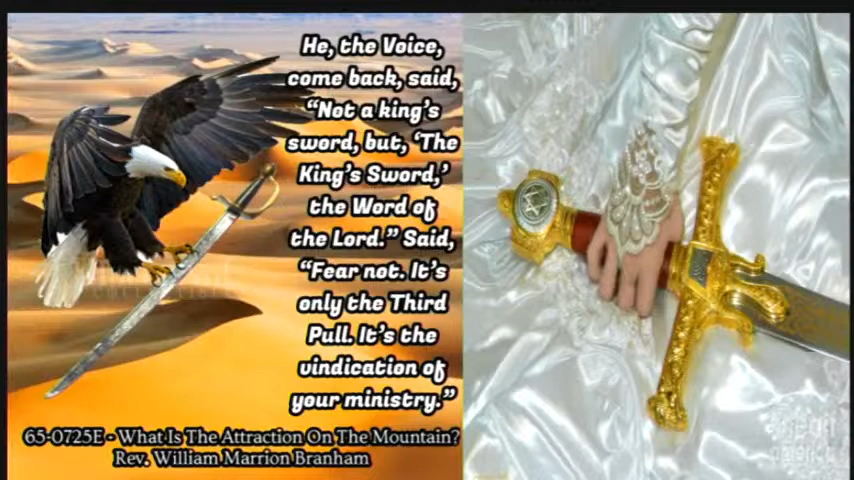 He, the Voice,
come back, said,
“Not a king’s
sword, but, ‘The
King’s Sword,’
the Word of
the Lord.” Said,
“Fear not. It’s
only the Third
Pull. It’s the
vindication of
your ministry.”
65-0725E - What Is The Attraction On The Mountain?
Rev. William Marrion Branham